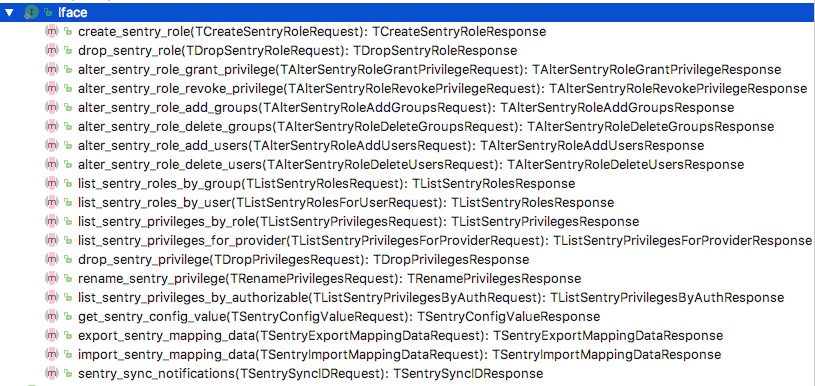 Iface
create_sentry_role(TCreateSentryRoleRequest): TCreateSentryRoleResponse
drop_sentry_role(TDropSentryRoleRequest): TDropSentryRoleResponse
alter_sentry_role_grant_privilege(TAlterSentryRoleGrantPrivilegeRequest): TAlterSentryRoleGrantPrivilegeResponse
alter_sentry_role_revoke_privilege(TAlterSentryRoleRevokePrivilegeRequest): TAlterSentryRoleRevokePrivilegeResponse
alter_sentry_role_add_groups(TAlterSentryRoleAddGroupsRequest): TAlterSentryRoleAddGroupsResponse
alter_sentry_role_delete_groups(TAlterSentryRoleDeleteGroupsRequest): TAlterSentryRoleDeleteGroupsResponse
alter_sentry_role_add_users(TAlterSentryRoleAddUsersRequest): TAlterSentryRoleAddUsersResponse
alter_sentry_role_delete_users(TAlterSentryRoleDeleteUsersRequest): TAlterSentryRoleDeleteUsersResponse
list_sentry_roles_by_group(TListSentryRolesRequest): TListSentryRolesResponse
list_sentry_roles_by_user(TListSentryRolesForUserRequest): TListSentryRolesResponse
list_sentry_privileges_by_role(TListSentryPrivilegesRequest): TListSentryPrivilegesResponse
list_sentry_privileges_for_provider(TListSentryPrivilegesForProviderRequest): TListSentryPrivilegesForProviderResponse
drop_sentry_privilege(TDropPrivilegesRequest): TDropPrivilegesResponse
rename_sentry_privilege(TRenamePrivilegesRequest): TRenamePrivilegesResponse
list_sentry_privileges_by_authorizable(TListSentryPrivilegesByAuthRequest): TListSentryPrivilegesByAuthResponse
get_sentry_config_value(TSentryConfigValueRequest): TSentryConfigValueResponse
export_sentry_mapping_data(TSentryExportMappingDataRequest): TSentryExportMappingDataResponse
import_sentry_mapping_data(TSentryImportMappingDataRequest): TSentryImportMappingDataResponse
sentry_sync_notifications(TSentrySyncIDRequest): TSentrySyncIDResponse